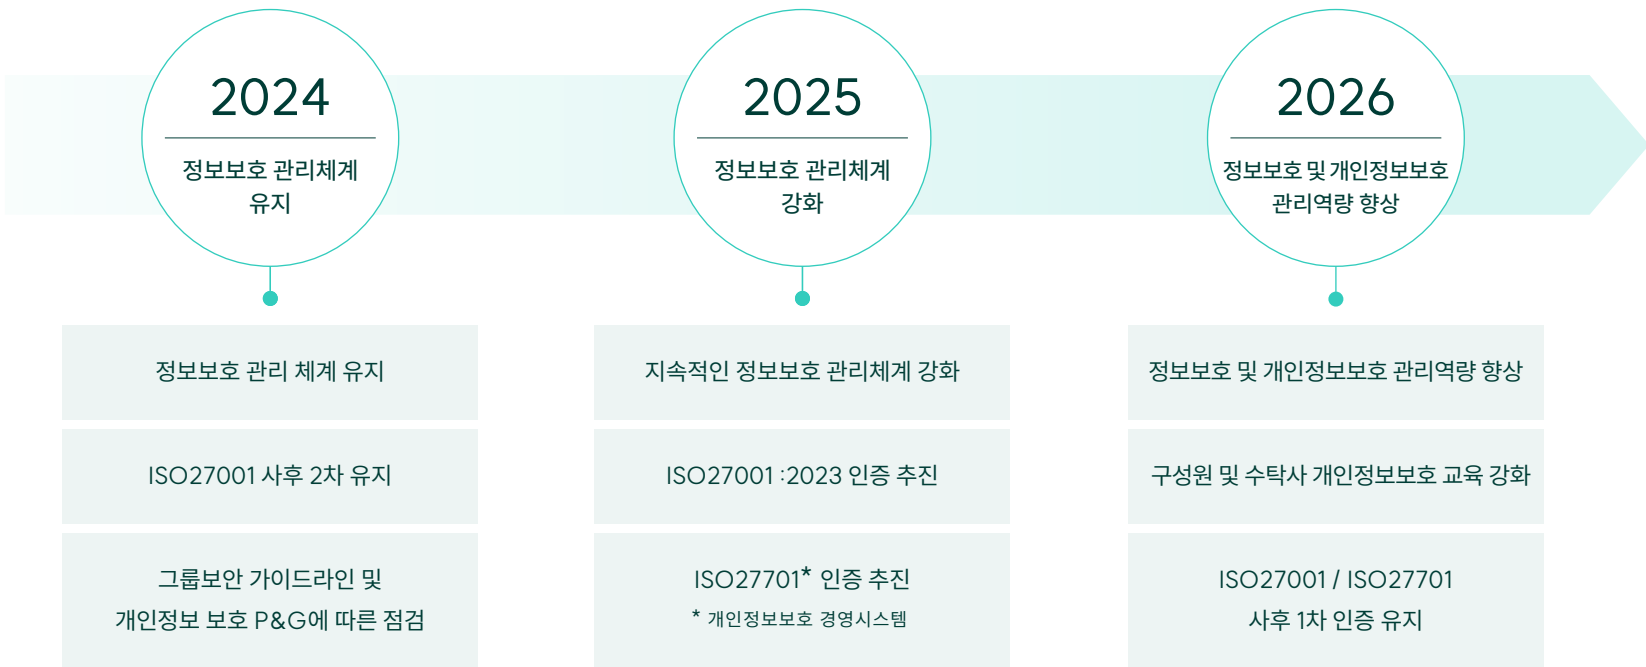 2024
정보보호 관리체계
유지
2025
정보보호 관리체계
강화
2026
정보보호 및 개인정보보호
관리역량 향상
정보보호 관리 체계 유지
ISO27001 사후 2차 유지
그룹보안 가이드라인 및
개인정보 보호 P&G에 따른 점검
지속적인 정보보호 관리체계 강화
ISO27001 :2023 인증 추진
ISO27701* 인증 추진
* 개인정보보호 경영시스템
정보보호 및 개인정보보호 관리역량 향상
구성원 및 수탁사 개인정보보호 교육 강화
ISO27001 / ISO27701
사후 1차 인증 유지